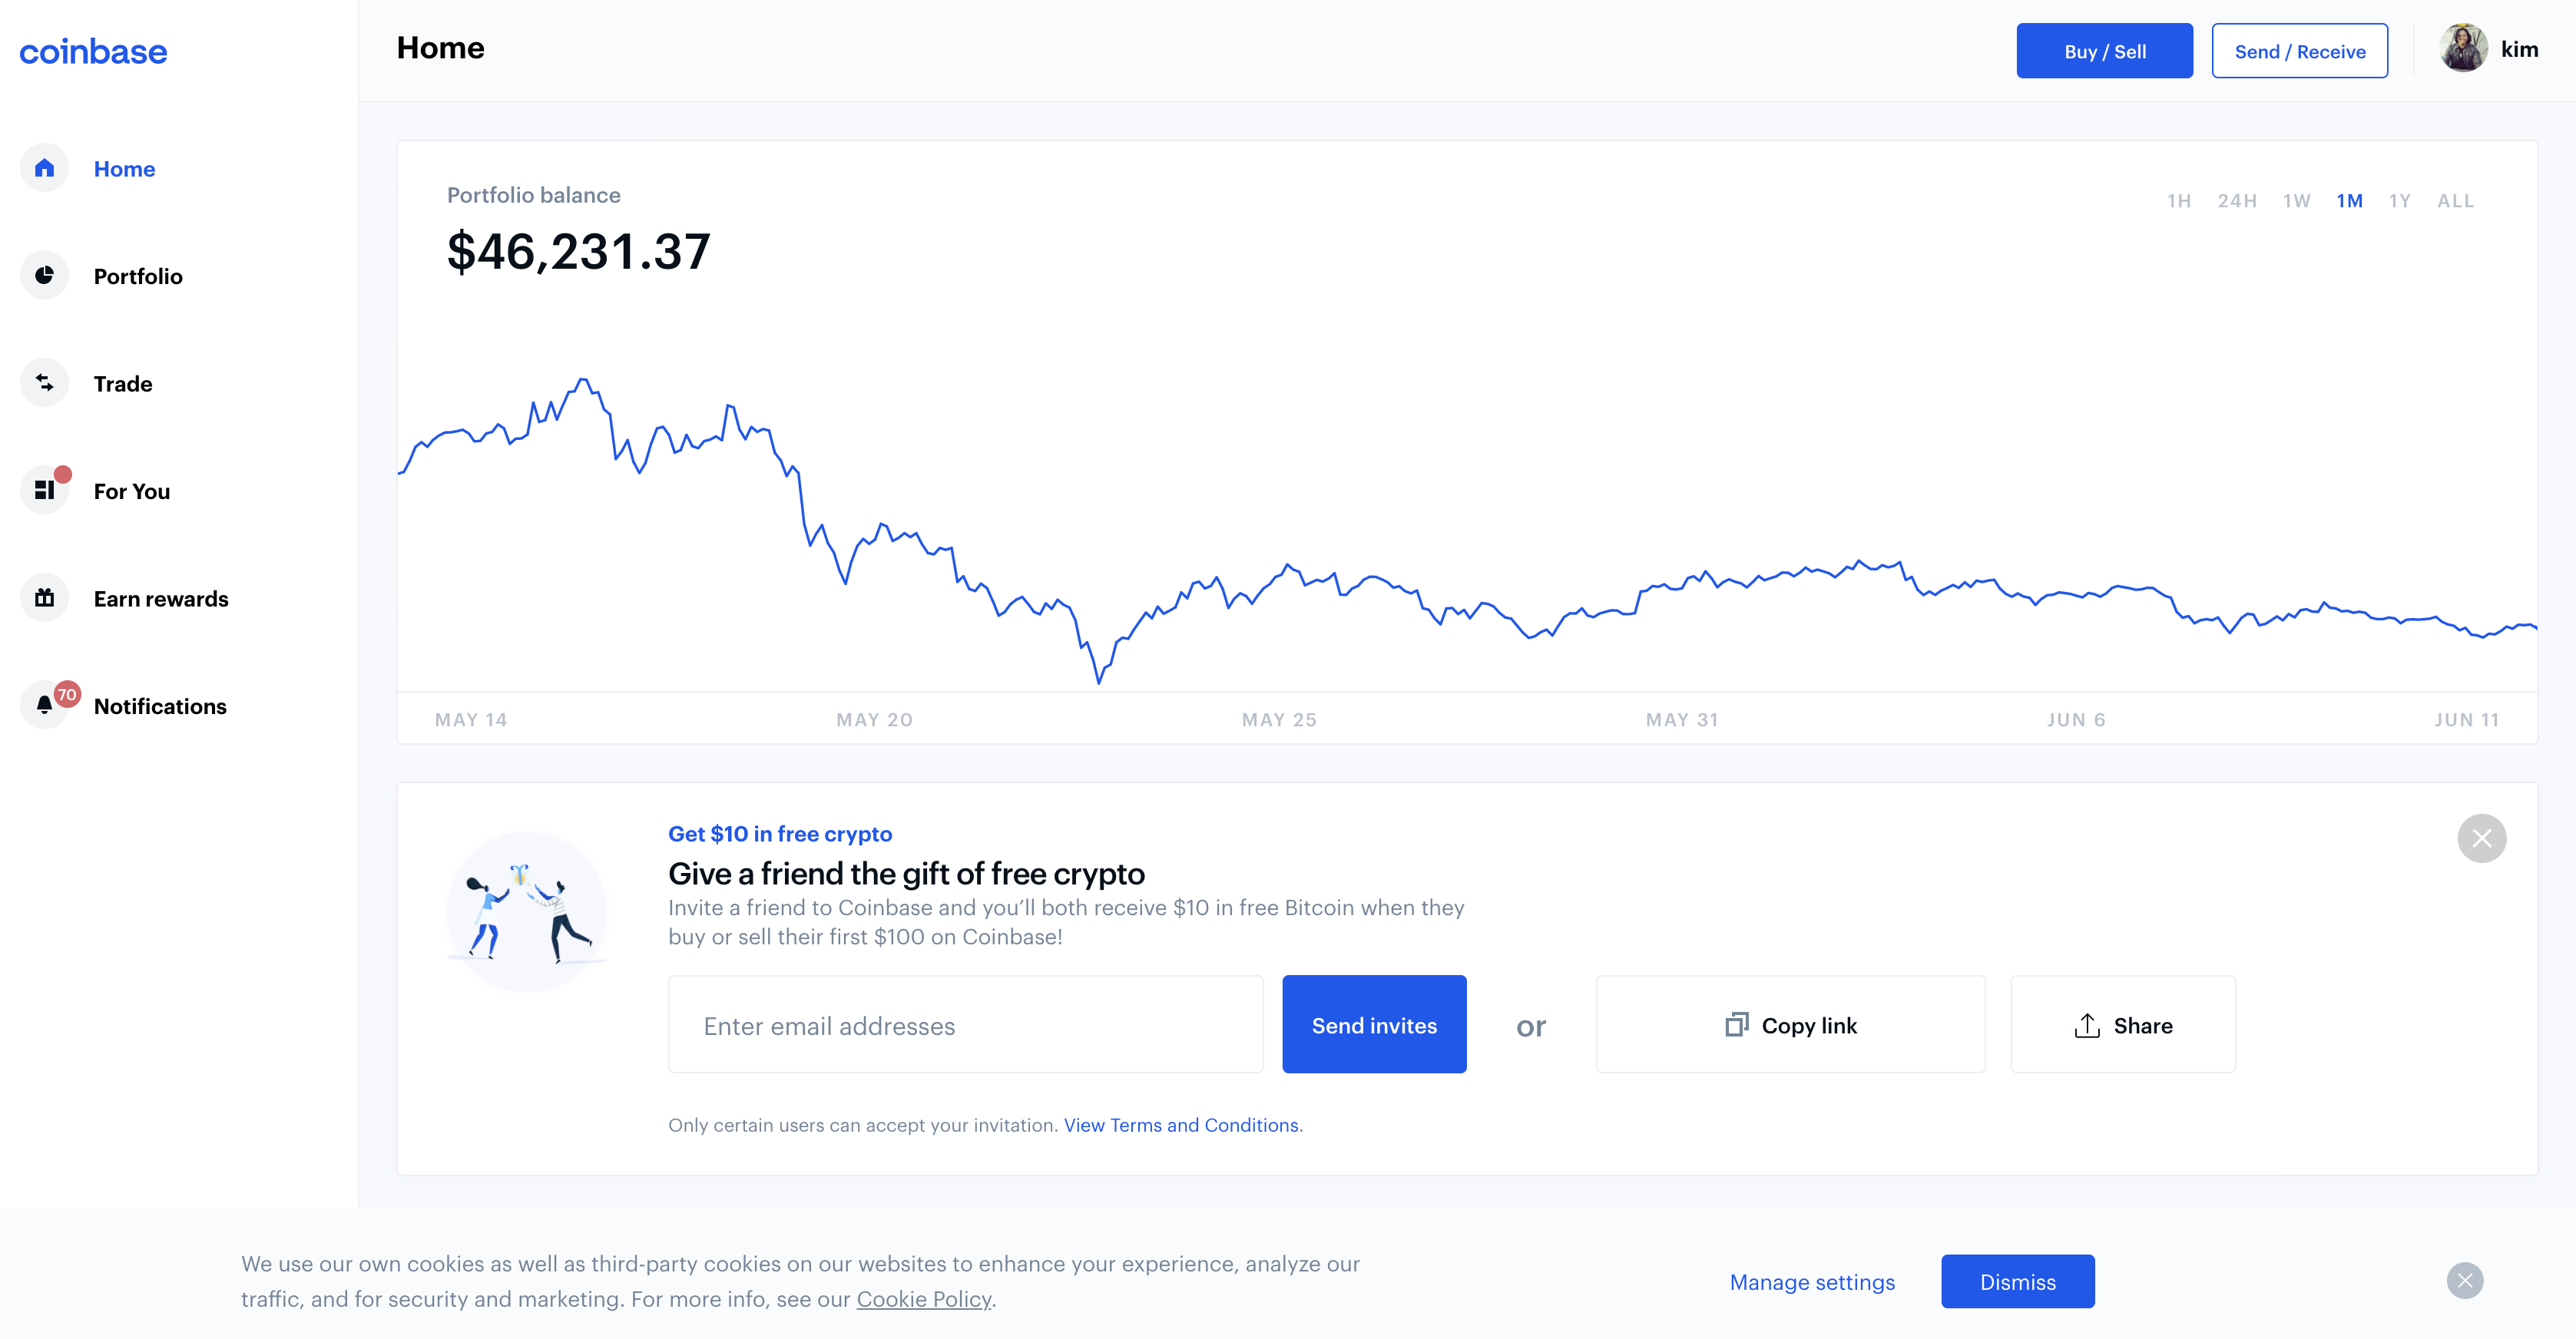 coinbase
Home
Portfolio
Trade
For You
Earn rewards
70
Notifications
Home
Buy / Sell
Send / Receive
kim
Portfolio balance
$46,231.37
1H 24H 1W 1M 1Y ALL
MAY 14 MAY 20 MAY 25 MAY 31 JUN 6 JUN 11
Get $10 in free crypto
Give a friend the gift of free crypto
Invite a friend to Coinbase and you’ll both receive $10 in free Bitcoin when they
buy or sell their first $100 on Coinbase!
Enter email addresses
Send invites
or
Copy link
Share
Only certain users can accept your invitation. View Terms and Conditions.
We use our own cookies as well as third-party cookies on our websites to enhance your experience, analyze our
traffic, and for security and marketing. For more info, see our Cookie Policy.
Manage settings
Dismiss